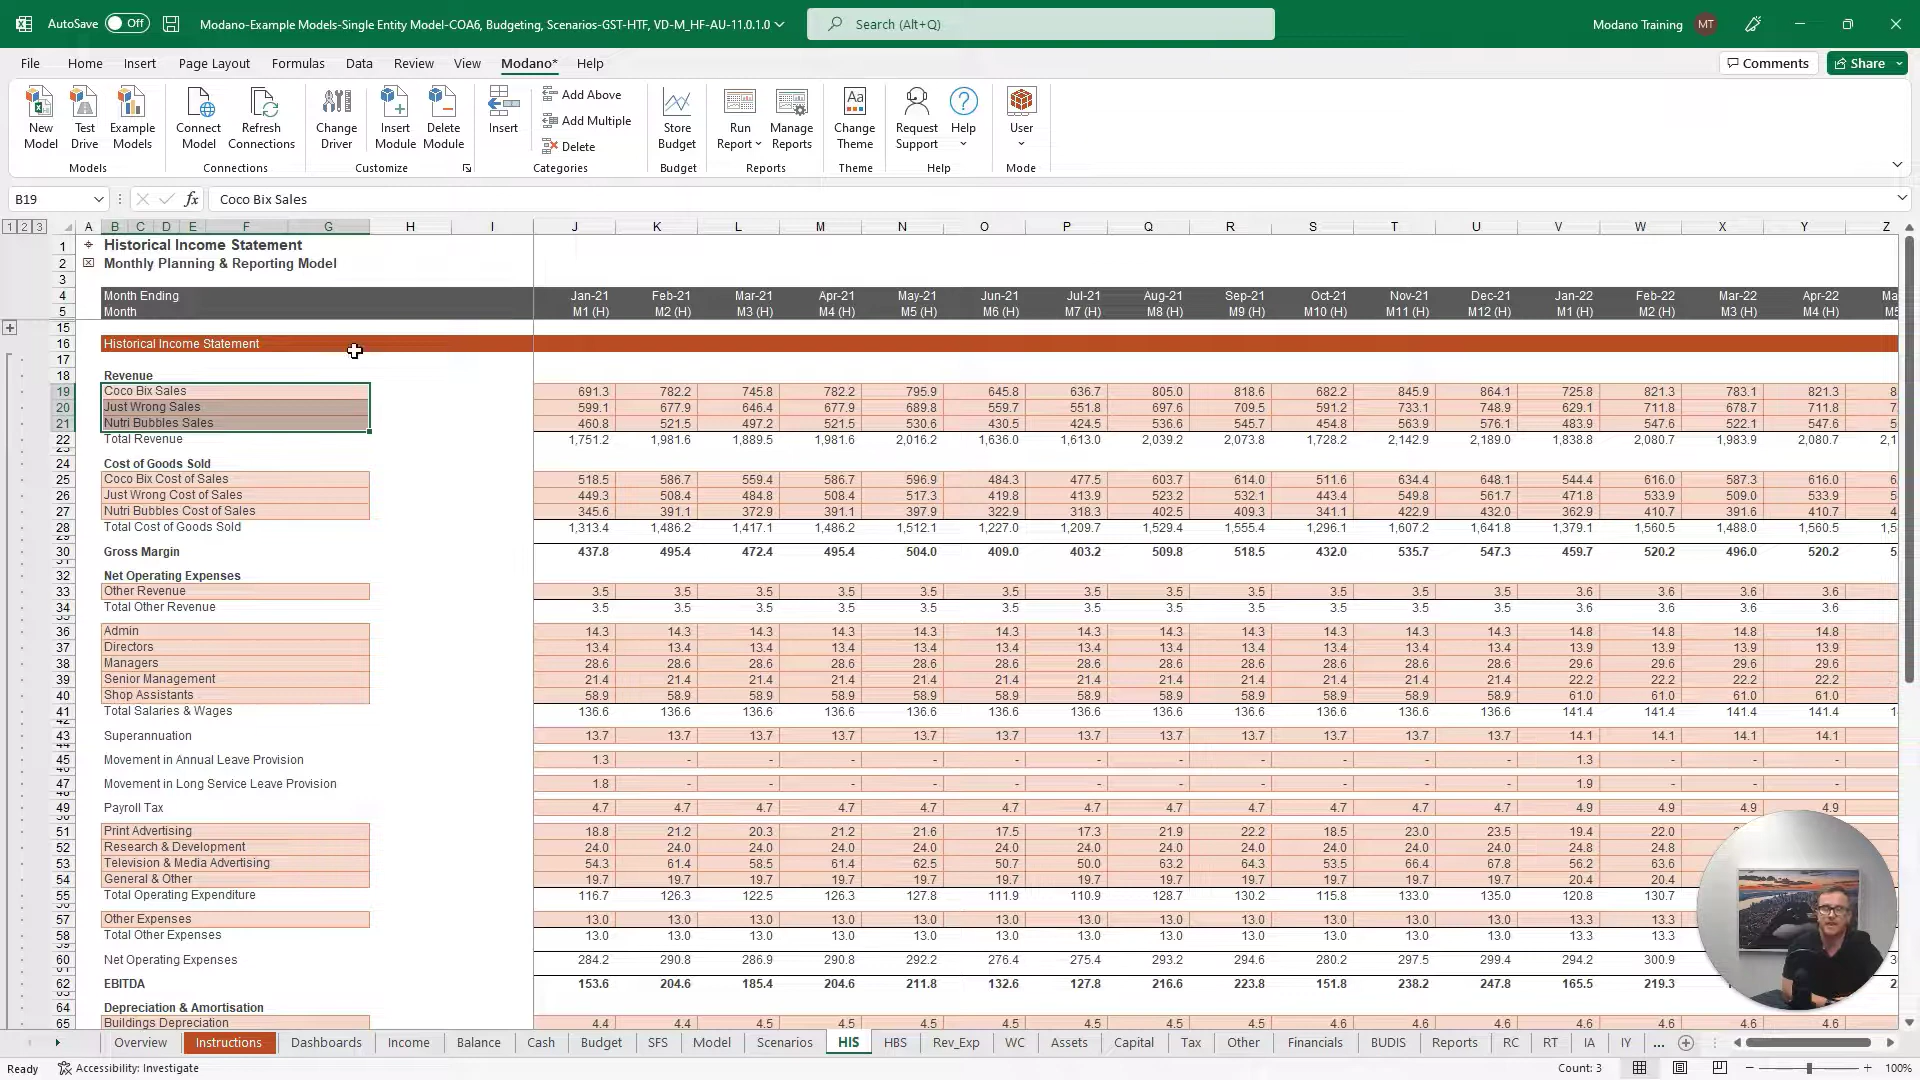 AutoSave Off Modano-Example Models-Single Entity Model-COA6, Budgeting, Scenarios-GST-HTF, VD-M_HF-AU-11.0.1.0 Search (Alt+Q) Modano Training MT
File Home Insert Page Layout Formulas Data Review View Modano* Help Comments Share
New Model Test Drive Example Models Connect Model Refresh Connections Change Driver Insert Module Delete Module Insert Add Above Add Multiple Delete Store Budget Run Report Manage Reports Change Theme Request Support Help User
Models Connections Customize Categories Budget Reports Theme Help Mode
B19 fx Coco Bix Sales
1 2 3 A B C D E F G H I J K L M N O P Q R S T U V W X Y Z
1 Historical Income Statement
2 Monthly Planning & Reporting Model
3
4 Month Ending Jan-21 Feb-21 Mar-21 Apr-21 May-21 Jun-21 Jul-21 Aug-21 Sep-21 Oct-21 Nov-21 Dec-21 Jan-22 Feb-22 Mar-22 Apr-22 Ma
5 Month M1 (H) M2 (H) M3 (H) M4 (H) M5 (H) M6 (H) M7 (H) M8 (H) M9 (H) M10 (H) M11 (H) M12 (H) M1 (H) M2 (H) M3 (H) M4 (H) M5
15
16 Historical Income Statement
17
18 Revenue
19 Coco Bix Sales 691.3 782.2 745.8 782.2 795.9 645.8 636.7 805.0 818.6 682.2 845.9 864.1 725.8 821.3 783.1 821.3 8
20 Just Wrong Sales 599.1 677.9 646.4 677.9 689.8 559.7 551.8 697.6 709.5 591.2 733.1 748.9 629.1 711.8 678.7 711.8 7
21 Nutri Bubbles Sales 460.8 521.5 497.2 521.5 530.6 430.5 424.5 536.6 545.7 454.8 563.9 576.1 483.9 547.6 522.1 547.6 5
22 Total Revenue 1,751.2 1,981.6 1,889.5 1,981.6 2,016.2 1,636.0 1,613.0 2,039.2 2,073.8 1,728.2 2,142.9 2,189.0 1,838.8 2,080.7 1,983.9 2,080.7 2,1
24 Cost of Goods Sold
25 Coco Bix Cost of Sales 518.5 586.7 559.4 586.7 596.9 484.3 477.5 603.7 614.0 511.6 634.4 648.1 544.4 616.0 587.3 616.0 6
26 Just Wrong Cost of Sales 449.3 508.4 484.8 508.4 517.3 419.8 413.9 523.2 532.1 443.4 549.8 561.7 471.8 533.9 509.0 533.9 5
27 Nutri Bubbles Cost of Sales 345.6 391.1 372.9 391.1 397.9 322.9 318.3 402.5 409.3 341.1 422.9 432.0 362.9 410.7 391.6 410.7 4
28 Total Cost of Goods Sold 1,313.4 1,486.2 1,417.1 1,486.2 1,512.1 1,227.0 1,209.7 1,529.4 1,555.4 1,296.1 1,607.2 1,641.8 1,379.1 1,560.5 1,488.0 1,560.5 1,5
30 Gross Margin 437.8 495.4 472.4 495.4 504.0 409.0 403.2 509.8 518.5 432.0 535.7 547.3 459.7 520.2 496.0 520.2 5
32 Net Operating Expenses
33 Other Revenue 3.5 3.5 3.5 3.5 3.5 3.5 3.5 3.5 3.5 3.5 3.5 3.5 3.6 3.6 3.6 3.6
34 Total Other Revenue 3.5 3.5 3.5 3.5 3.5 3.5 3.5 3.5 3.5 3.5 3.5 3.5 3.6 3.6 3.6 3.6
36 Admin 14.3 14.3 14.3 14.3 14.3 14.3 14.3 14.3 14.3 14.3 14.3 14.3 14.8 14.8 14.8 14.8
37 Directors 13.4 13.4 13.4 13.4 13.4 13.4 13.4 13.4 13.4 13.4 13.4 13.4 13.9 13.9 13.9 13.9
38 Managers 28.6 28.6 28.6 28.6 28.6 28.6 28.6 28.6 28.6 28.6 28.6 28.6 29.6 29.6 29.6 29.6
39 Senior Management 21.4 21.4 21.4 21.4 21.4 21.4 21.4 21.4 21.4 21.4 21.4 21.4 22.2 22.2 22.2 22.2
40 Shop Assistants 58.9 58.9 58.9 58.9 58.9 58.9 58.9 58.9 58.9 58.9 58.9 58.9 61.0 61.0 61.0 61.0
41 Total Salaries & Wages 136.6 136.6 136.6 136.6 136.6 136.6 136.6 136.6 136.6 136.6 136.6 136.6 141.4 141.4 141.4 141.4
43 Superannuation 13.7 13.7 13.7 13.7 13.7 13.7 13.7 13.7 13.7 13.7 13.7 13.7 14.1 14.1 14.1 14.1
45 Movement in Annual Leave Provision 1.3 - - - - - - - - - - - 1.3 - - -
47 Movement in Long Service Leave Provision 1.8 - - - - - - - - - - - 1.9 - - -
49 Payroll Tax 4.7 4.7 4.7 4.7 4.7 4.7 4.7 4.7 4.7 4.7 4.7 4.7 4.9 4.9 4.9 4.9
51 Print Advertising 18.8 21.2 20.3 21.2 21.6 17.5 17.3 21.9 22.2 18.5 23.0 23.5 19.4 22.0
52 Research & Development 24.0 24.0 24.0 24.0 24.0 24.0 24.0 24.0 24.0 24.0 24.0 24.0 24.8 24.8
53 Television & Media Advertising 54.3 61.4 58.5 61.4 62.5 50.7 50.0 63.2 64.3 53.5 66.4 67.8 56.2 63.6
54 General & Other 19.7 19.7 19.7 19.7 19.7 19.7 19.7 19.7 19.7 19.7 19.7 19.7 20.4 20.4
55 Total Operating Expenditure 116.7 126.3 122.5 126.3 127.8 111.9 110.9 128.7 130.2 115.8 133.0 135.0 120.8 130.7
57 Other Expenses 13.0 13.0 13.0 13.0 13.0 13.0 13.0 13.0 13.0 13.0 13.0 13.0 13.3 13.3
58 Total Other Expenses 13.0 13.0 13.0 13.0 13.0 13.0 13.0 13.0 13.0 13.0 13.0 13.0 13.3 13.3
60 Net Operating Expenses 284.2 290.8 286.9 290.8 292.2 276.4 275.4 293.2 294.6 280.2 297.5 299.4 294.2 300.9
62 EBITDA 153.6 204.6 185.4 204.6 211.8 132.6 127.8 216.6 223.8 151.8 238.2 247.8 165.5 219.3
64 Depreciation & Amortisation
65 Buildings Depreciation 4.4 4.4 4.5 4.5 4.5 4.5 4.5 4.5 4.5 4.5 4.6 4.6 4.6 4.6 4.6 4.6
Overview Instructions Dashboards Income Balance Cash Budget SFS Model Scenarios HIS HBS Rev_Exp WC Assets Capital Tax Other Financials BUDIS Reports RC RT IA IY ...
Ready Accessibility: Investigate Count: 3 100%